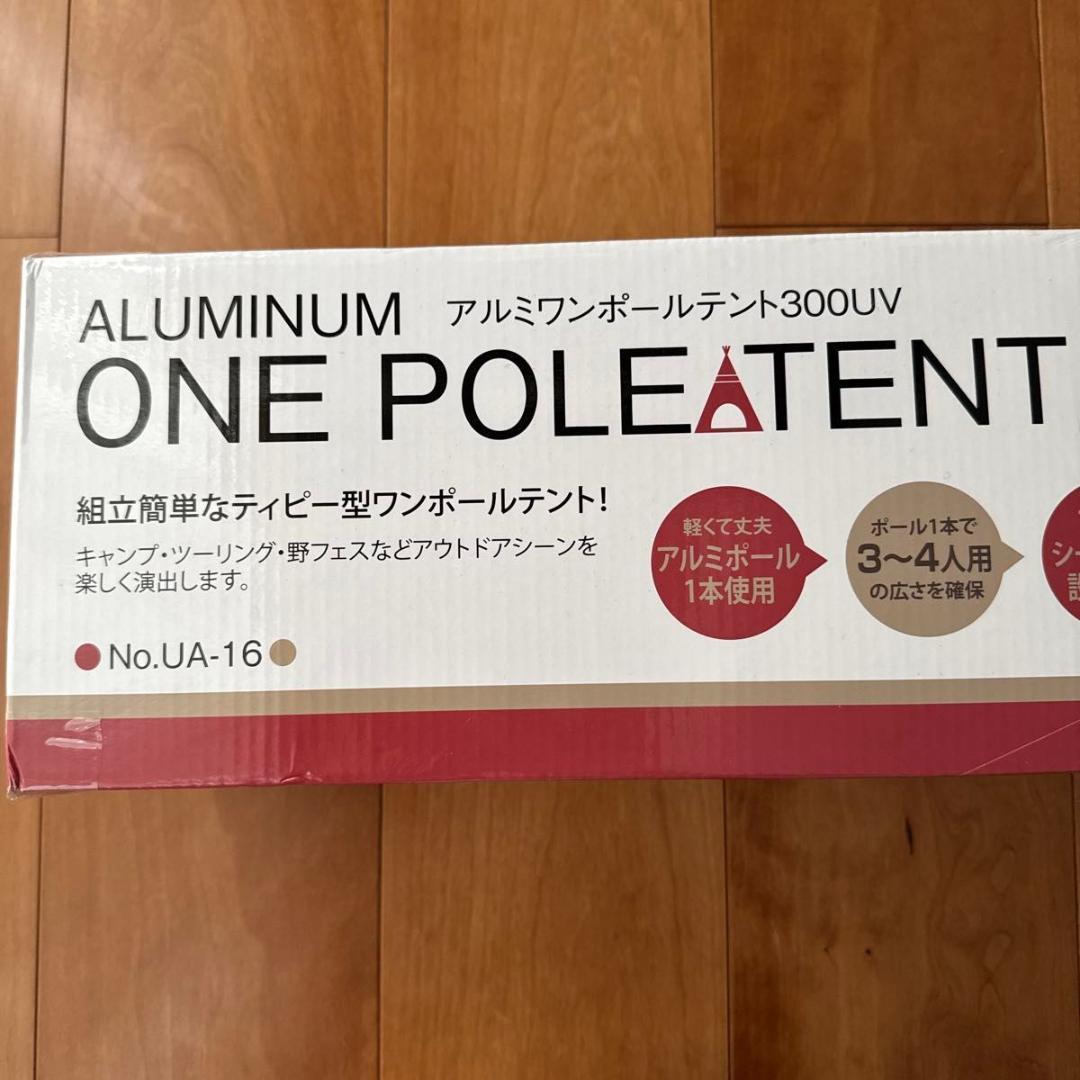 ALUMINUM アルミワンポールテント300UV
ONE POLE TENT
組立簡単なティピー型ワンポールテント!
キャンプ・ツーリング・野フェスなどアウトドアシーンを
楽しく演出します。
No.UA-16
軽くて丈夫
アルミポール
1本使用
ポール1本で
3〜4人用
の広さを確保